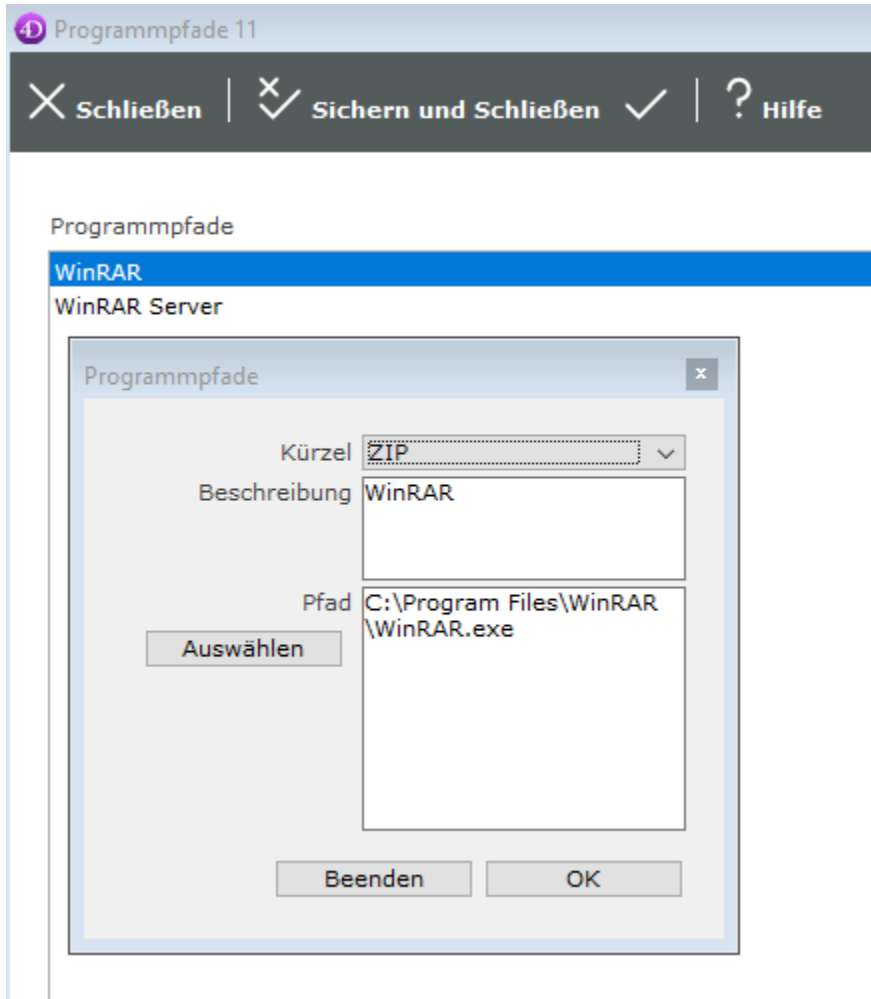 4D Programmpfade 11
Schließen Sichern und Schließen ? Hilfe
Programmpfade
WinRAR
WinRAR Server
Programmpfade x
Kürzel ZIP
Beschreibung WinRAR
Pfad C:\Program Files\WinRAR
\WinRAR.exe
Auswählen
Beenden OK